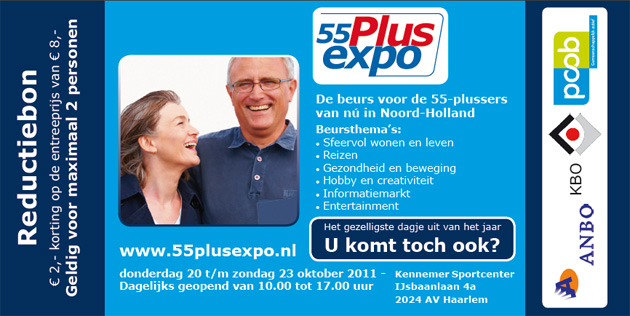 Reductiebon
€ 2,- korting op de entreeprijs van € 8,-
Geldig voor maximaal 2 personen
55Plus
expo
De beurs voor de 55-plussers
van nú in Noord-Holland
Beursthema's:
• Sfeervol wonen en leven
• Reizen
• Gezondheid en beweging
• Hobby en creativiteit
• Informatiemarkt
• Entertainment
Het gezelligste dagje uit van het jaar
U komt toch ook?
www.55plusexpo.nl
donderdag 20 t/m zondag 23 oktober 2011 -
Dagelijks geopend van 10.00 tot 17.00 uur
Kennemer Sportcenter
IJsbaanlaan 4a
2024 AV Haarlem
pcob
KBO
ANBO